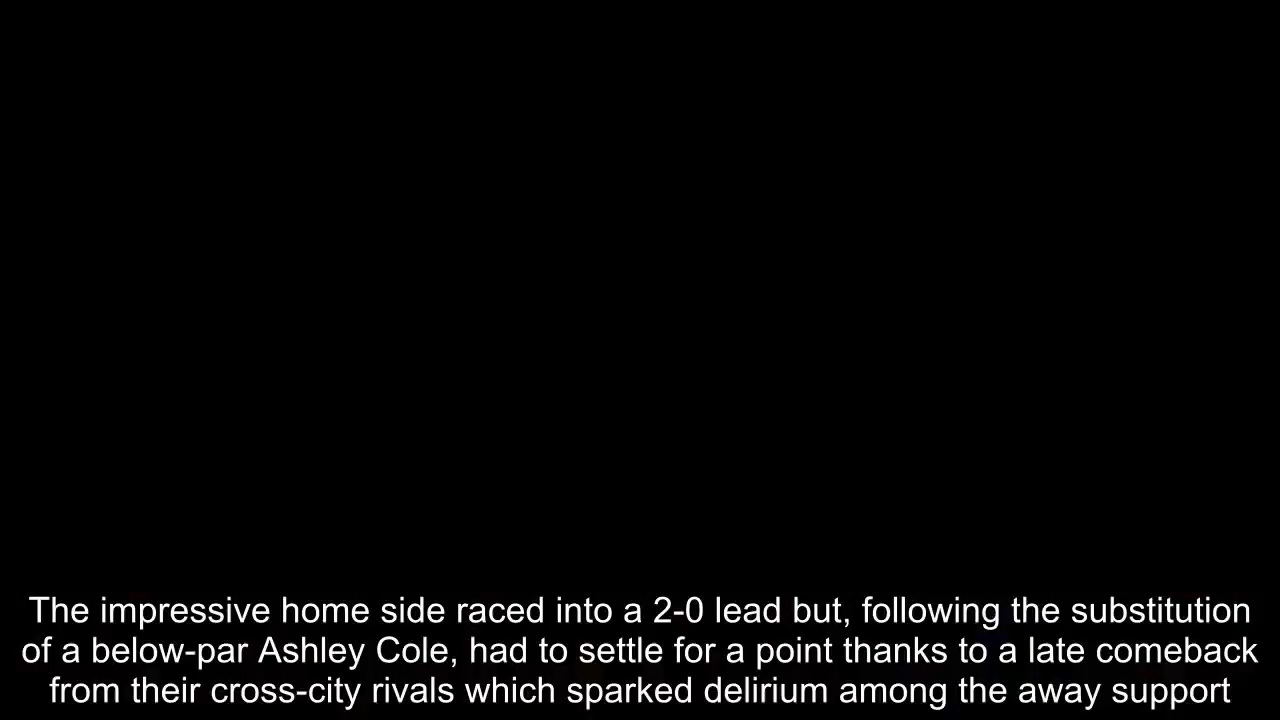 The impressive home side raced into a 2-0 lead but, following the substitution
of a below-par Ashley Cole, had to settle for a point thanks to a late comeback
from their cross-city rivals which sparked delirium among the away support